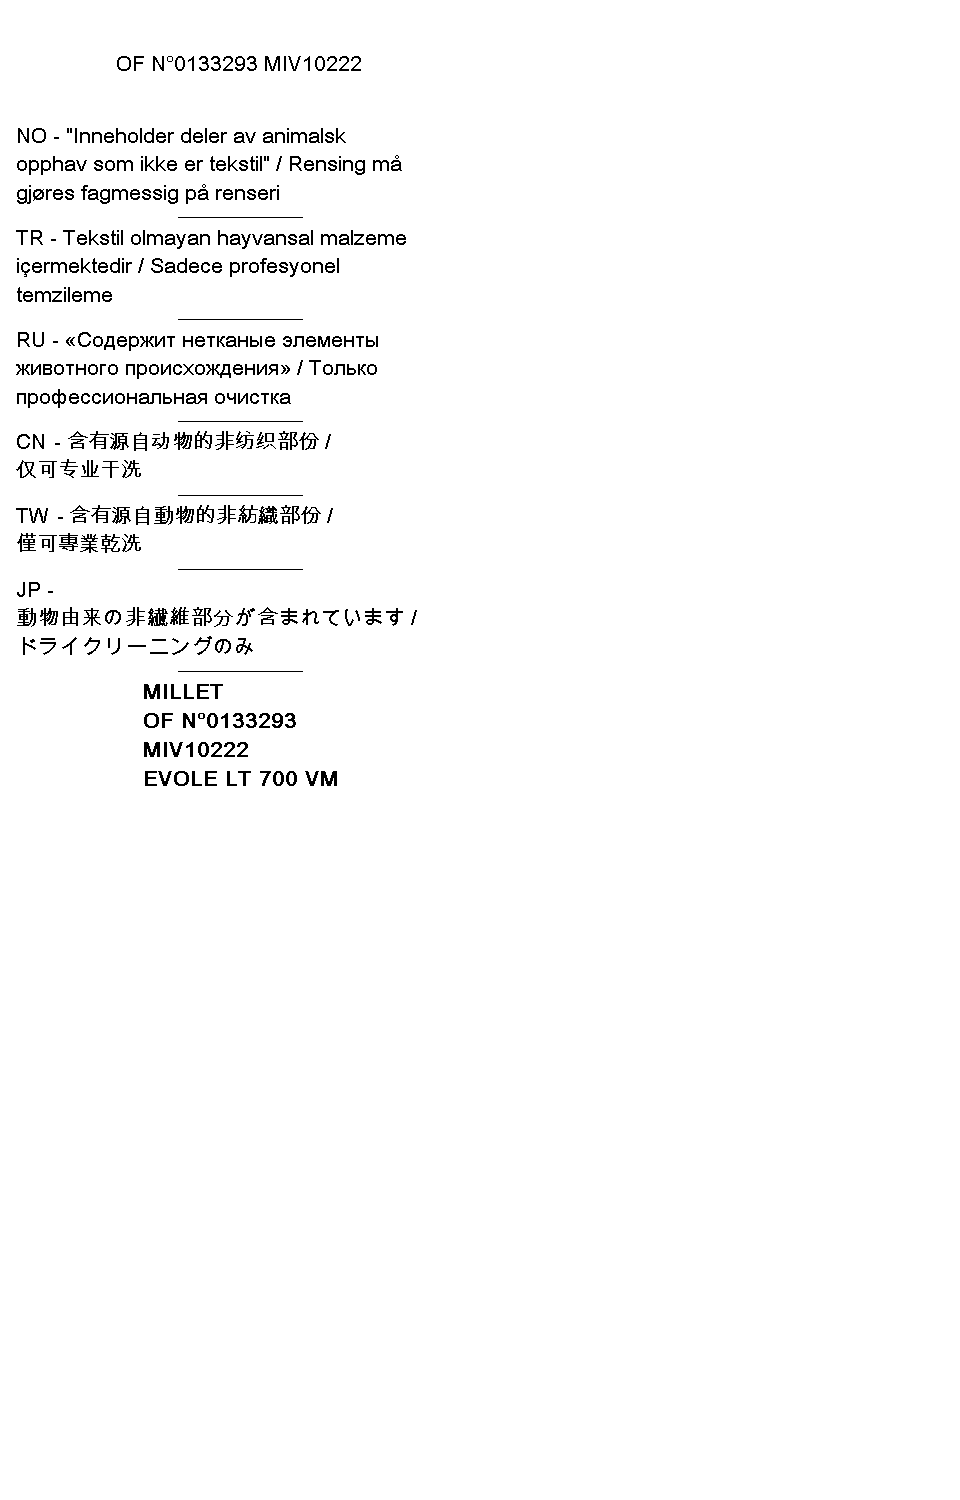 OF N°0133293 MIV10222
NO - "Inneholder deler av animalsk
opphav som ikke er tekstil" / Rensing må
gjøres fagmessig på renseri
TR - Tekstil olmayan hayvansal malzeme
içermektedir / Sadece profesyonel
temzileme
RU - «Содержит нетканые элементы
животного происхождения» / Только
профессиональная очистка
CN - 含有源自动物的非纺织部份 /
仅可专业干洗
TW - 含有源自動物的非紡織部份 /
僅可專業乾洗
JP -
動物由来の非繊維部分が含まれています /
ドライクリーニングのみ
MILLET
OF N°0133293
MIV10222
EVOLE LT 700 VM